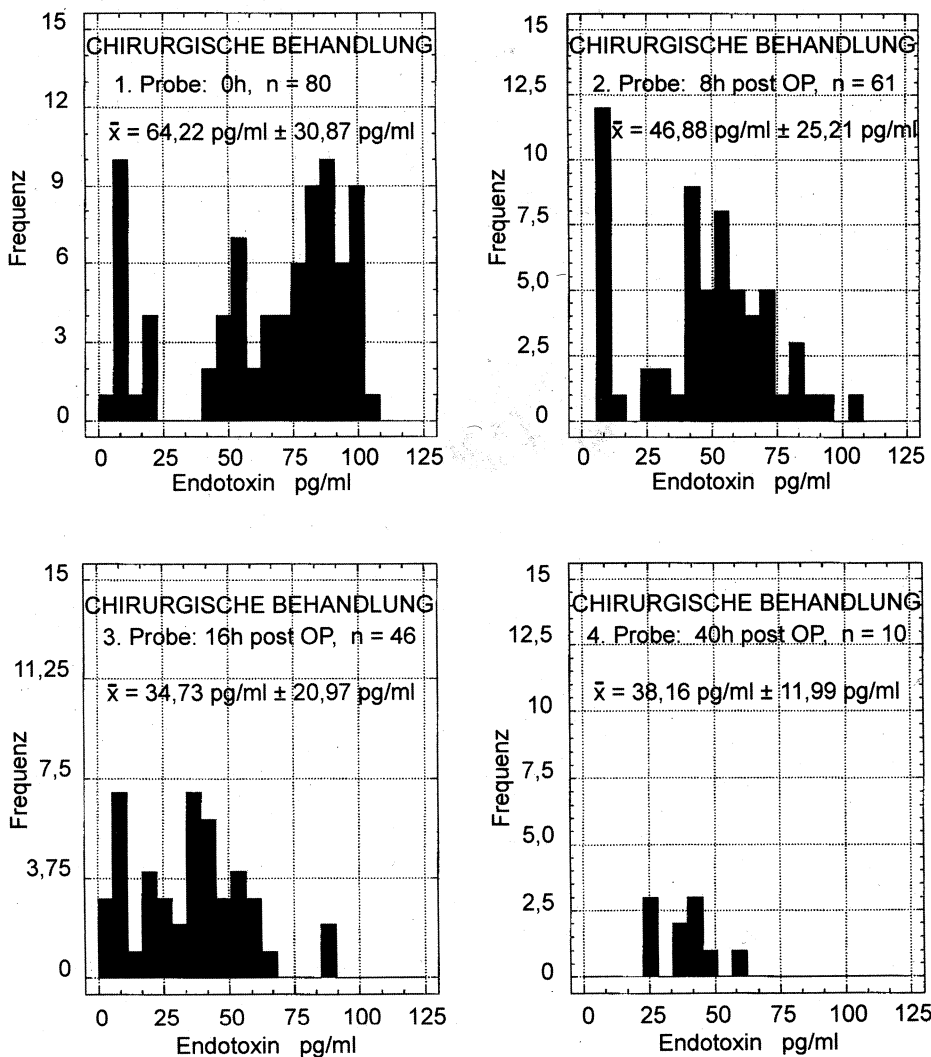 15
CHIRURGISCHE BEHANDLUNG
1. Probe: 0h, n = 80
12
x̄ = 64,22 pg/ml ± 30,87 pg/ml
9
6
3
0
Frequenz
0 25 50 75 100 125
Endotoxin pg/ml
15
CHIRURGISCHE BEHANDLUNG
12,5
2. Probe: 8h post OP, n = 61
x̄ = 46,88 pg/ml ± 25,21 pg/ml
10
7,5
5,0
2,5
0
Frequenz
0 25 50 75 100 125
Endotoxin pg/ml
15
CHIRURGISCHE BEHANDLUNG
3. Probe: 16h post OP, n = 46
11,25
x̄ = 34,73 pg/ml ± 20,97 pg/ml
7,5
3,75
0
Frequenz
0 25 50 75 100 125
Endotoxin pg/ml
15
CHIRURGISCHE BEHANDLUNG
12,5
4. Probe: 40h post OP, n = 10
x̄ = 38,16 pg/ml ± 11,99 pg/ml
10
7,5
5,0
2,5
0
Frequenz
0 25 50 75 100 125
Endotoxin pg/ml